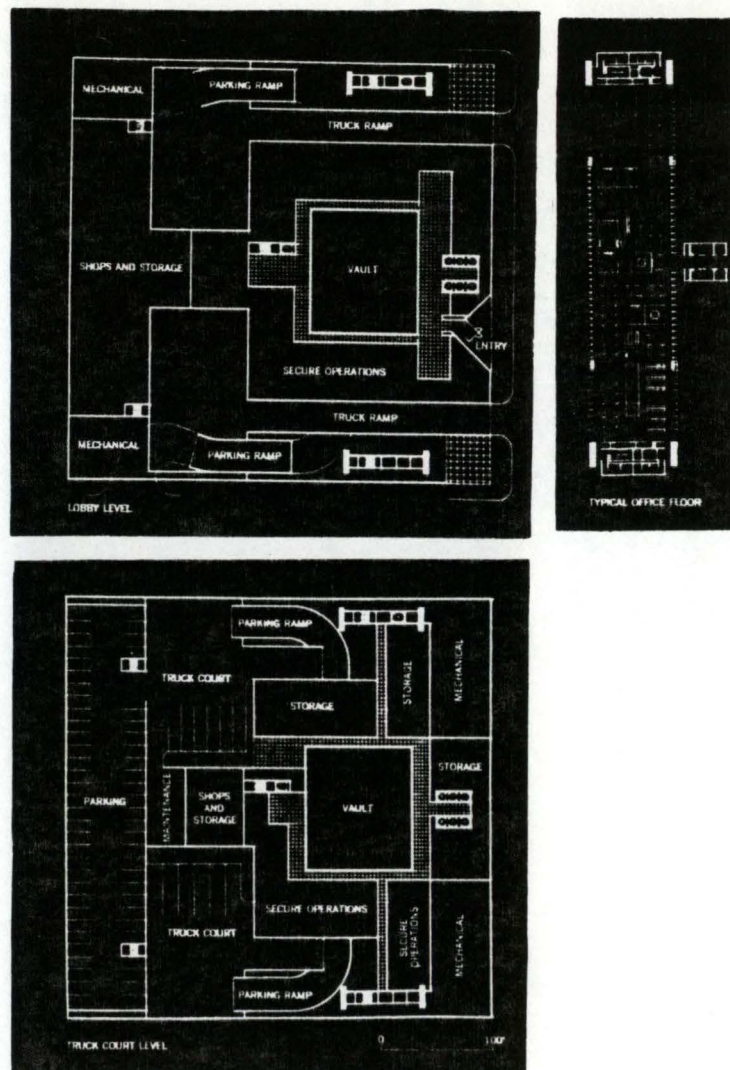 MECHANICAL
PARKING RAMP
TRUCK RAMP
SHOPS AND STORAGE
VAULT
ENTRY
SECURE OPERATIONS
TRUCK RAMP
MECHANICAL
PARKING RAMP
LOBBY LEVEL
TYPICAL OFFICE FLOOR
PARKING RAMP
TRUCK COURT
STORAGE
MECHANICAL
STORAGE
STORAGE
PARKING
MAINTENANCE
SHOPS
AND
STORAGE
VAULT
SECURE OPERATIONS
TRUCK COURT
SECURE
OPERATIONS
MECHANICAL
PARKING RAMP
TRUCK COURT LEVEL
0 100'